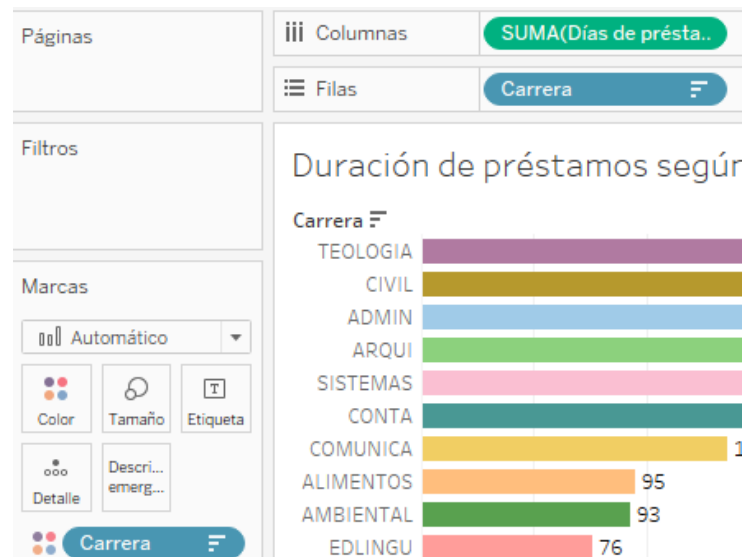 Páginas
Columnas
SUMA(Días de présta..
Filas
Carrera
Filtros
Duración de préstamos según
Carrera
TEOLOGIA
CIVIL
ADMIN
ARQUI
SISTEMAS
CONTA
COMUNICA
1
ALIMENTOS
95
AMBIENTAL
93
EDLINGU
76
Marcas
Automático
Color
Tamaño
T
Etiqueta
Detalle
Descri...
emerg...
Carrera